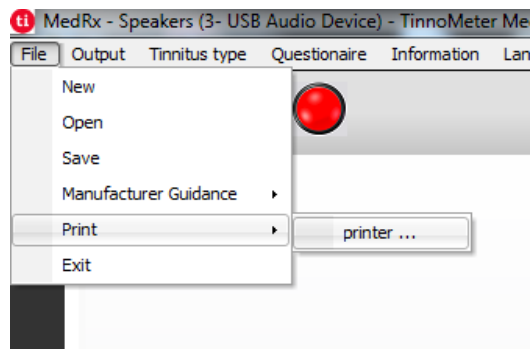 ti MedRx - Speakers (3- USB Audio Device) - TinnoMeter Me
File Output Tinnitus type Questionaire Information Lan
New
Open
Save
Manufacturer Guidance
Print
printer ...
Exit